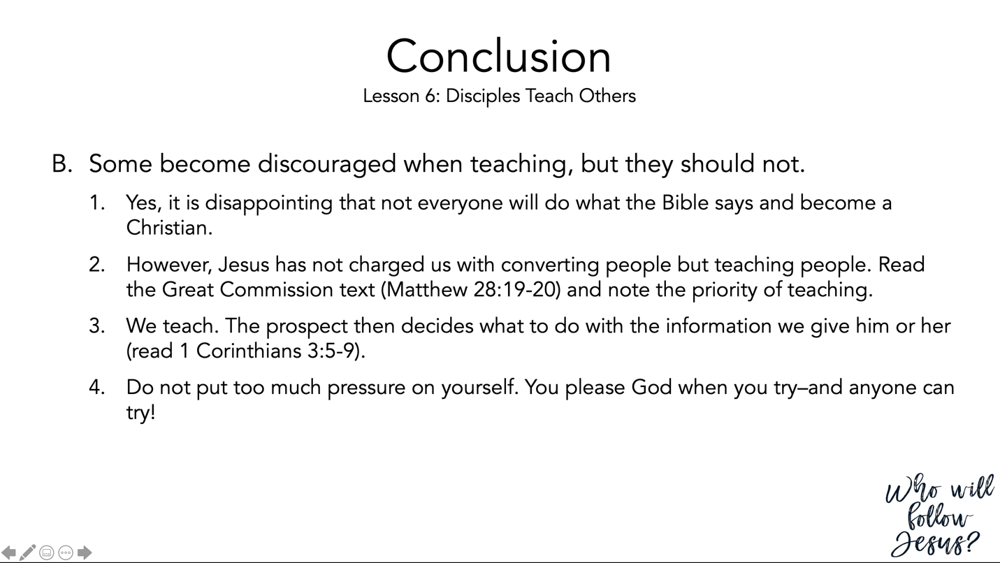 Conclusion
Lesson 6: Disciples Teach Others
B. Some become discouraged when teaching, but they should not.
1. Yes, it is disappointing that not everyone will do what the Bible says and become a
Christian.
2. However, Jesus has not charged us with converting people but teaching people. Read
the Great Commission text (Matthew 28:19-20) and note the priority of teaching.
3. We teach. The prospect then decides what to do with the information we give him or her
(read 1 Corinthians 3:5-9).
4. Do not put too much pressure on yourself. You please God when you try–and anyone can
try!
Who will
follow
Jesus?